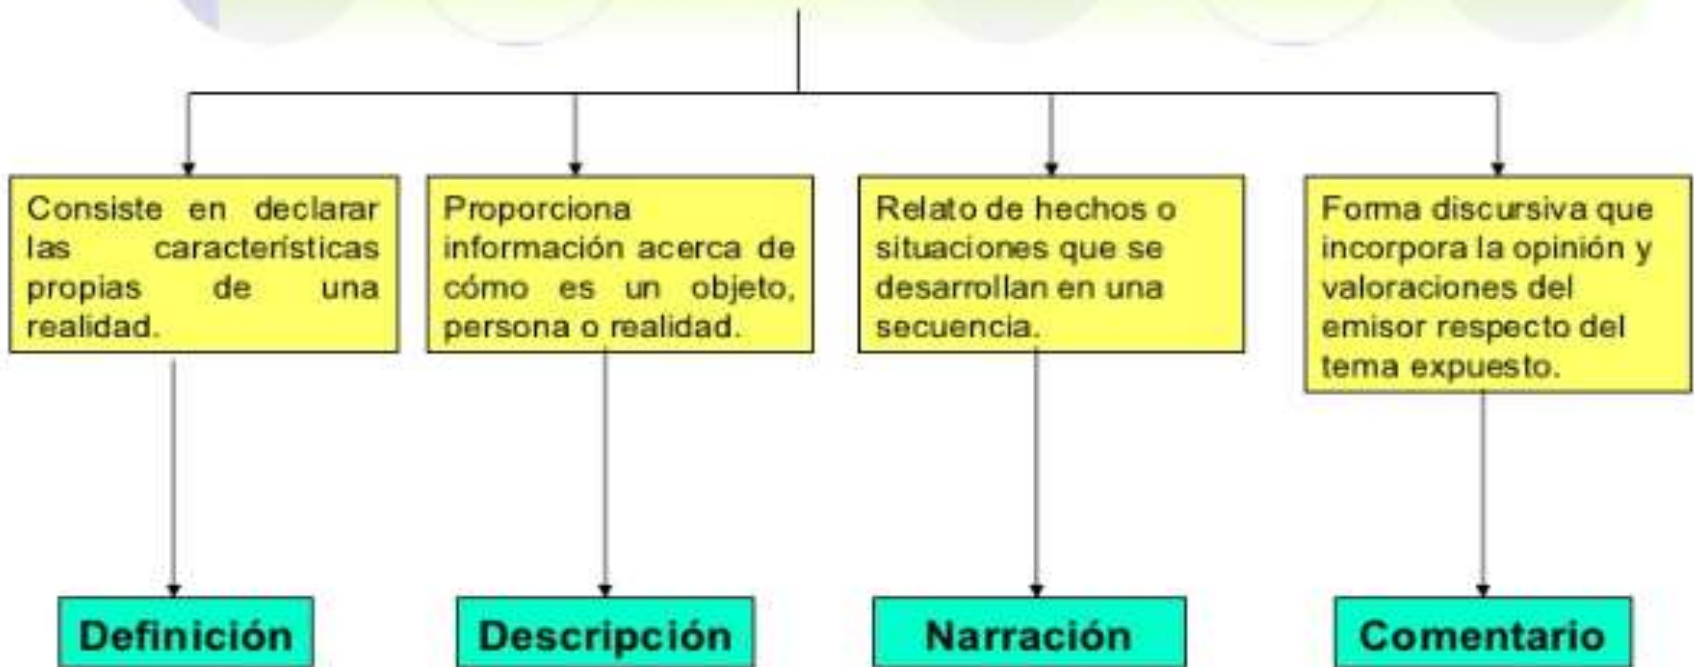 Consiste en declarar
las características
propias de una
realidad.
Proporciona
información acerca de
cómo es un objeto,
persona o realidad.
Relato de hechos o
situaciones que se
desarrollan en una
secuencia.
Forma discursiva que
incorpora la opinión y
valoraciones del
emisor respecto del
tema expuesto.
Definición
Descripción
Narración
Comentario